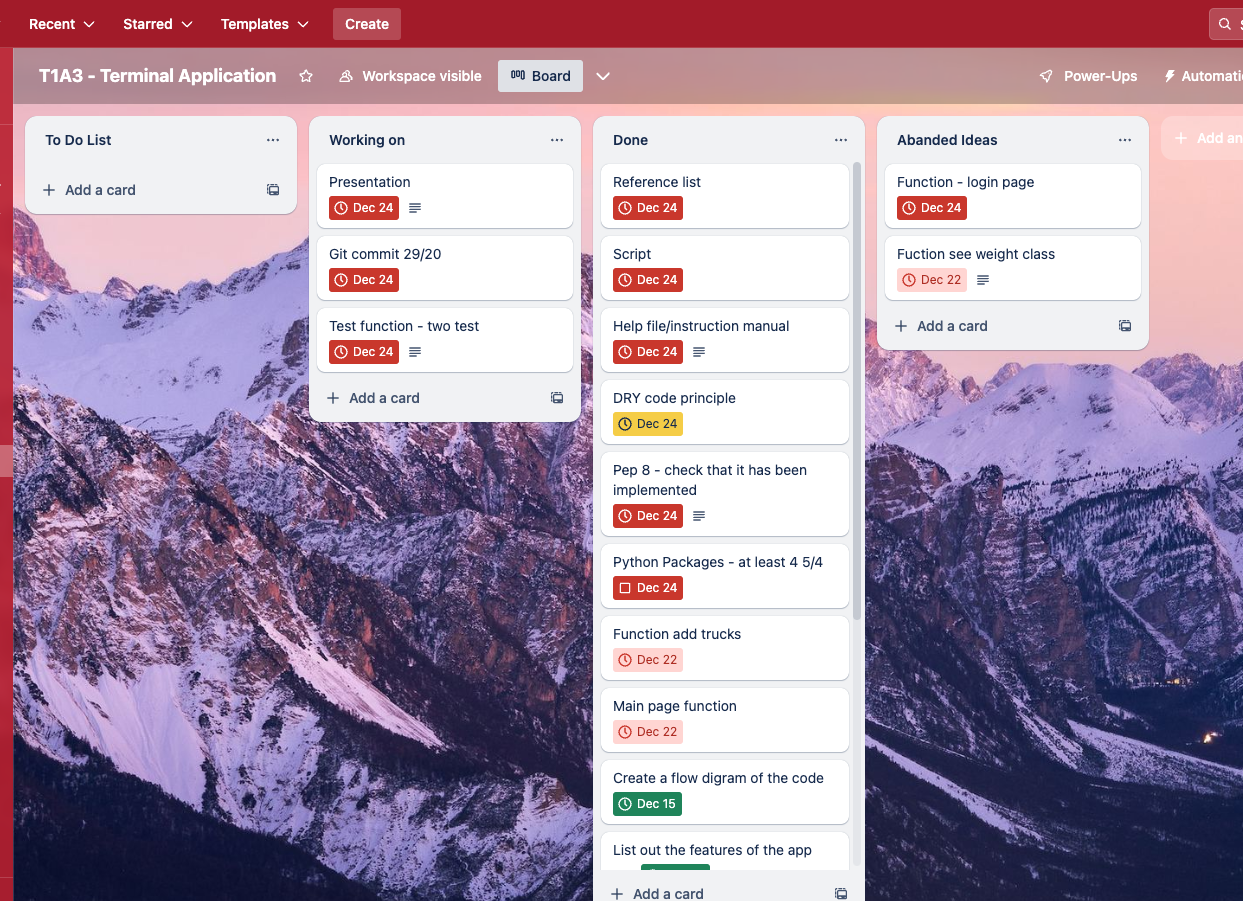 Recent
Starred
Templates
Create
T1A3 - Terminal Application
Workspace visible
Board
Power-Ups
To Do List
Add a card
Working on
Presentation
Dec 24
Git commit 29/20
Dec 24
Test function - two test
Dec 24
Add a card
Done
Reference list
Dec 24
Script
Dec 24
Help file/instruction manual
Dec 24
DRY code principle
Dec 24
Pep 8 - check that it has been
implemented
Dec 24
Python Packages - at least 4 5/4
Dec 24
Function add trucks
Dec 22
Main page function
Dec 22
Create a flow digram of the code
Dec 15
List out the features of the app
Add a card
Abanded Ideas
Function - login page
Dec 24
Fuction see weight class
Dec 22
Add a card
Add an